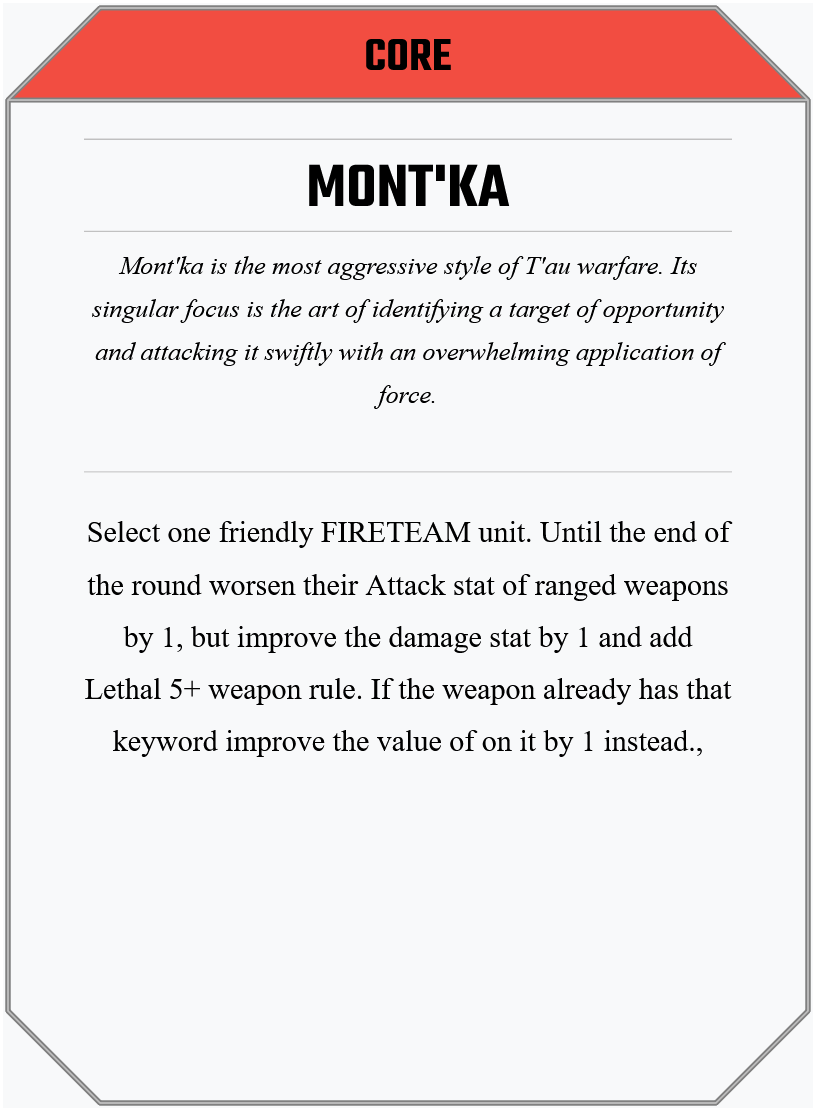 CORE
MONT'KA
Mont'ka is the most aggressive style of T'au warfare. Its
singular focus is the art of identifying a target of opportunity
and attacking it swiftly with an overwhelming application of
force.
Select one friendly FIRETEAM unit. Until the end of
the round worsen their Attack stat of ranged weapons
by 1, but improve the damage stat by 1 and add
Lethal 5+ weapon rule. If the weapon already has that
keyword improve the value of on it by 1 instead.,